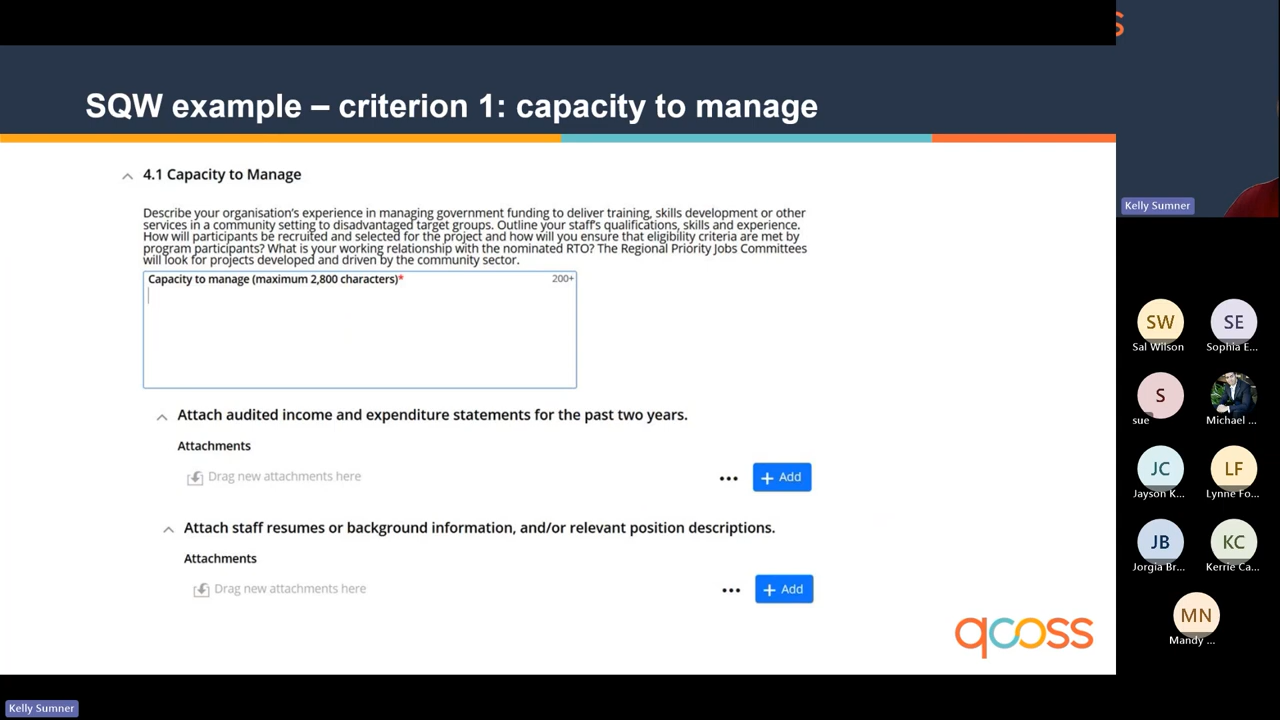 SQW example – criterion 1: capacity to manage
4.1 Capacity to Manage
Describe your organisation's experience in managing government funding to deliver training, skills development or other
services in a community setting to disadvantaged target groups. Outline your staff's qualifications, skills and experience.
How will participants be recruited and selected for the project and how will you ensure that eligibility criteria are met by
program participants? What is your working relationship with the nominated RTO? The Regional Priority Jobs Committees
will look for projects developed and driven by the community sector.
Capacity to manage (maximum 2,800 characters)*
200+
Attach audited income and expenditure statements for the past two years.
Attachments
Drag new attachments here
••• + Add
Attach staff resumes or background information, and/or relevant position descriptions.
Attachments
Drag new attachments here
••• + Add
qcoss
Kelly Sumner
s
Kelly Sumner
SW
Sal Wilson
SE
Sophia E...
S
sue
Michael ...
JC
Jayson K...
LF
Lynne Fo...
JB
Jorgia Br...
KC
Kerrie Ca...
MN
Mandy ...